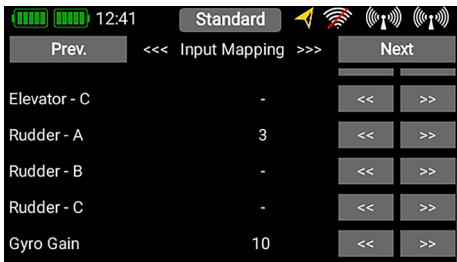 12:41 Standard
Prev. <<< Input Mapping >>> Next
Elevator - C - << >>
Rudder - A 3 << >>
Rudder - B - << >>
Rudder - C - << >>
Gyro Gain 10 << >>